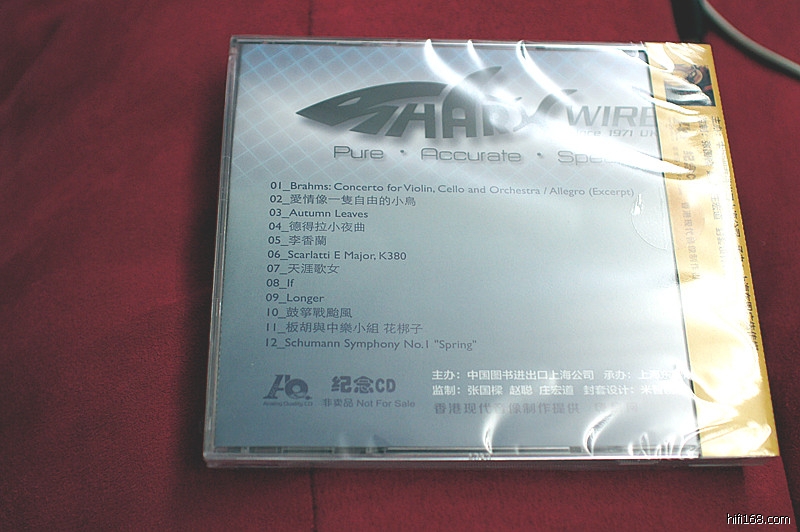 SHARK WIRE
1971
Pure · Accurate ·
01_Brahms: Concerto for Violin, Cello and Orchestra / Allegro (Excerpt)
02_愛情像一隻自由的小鳥
03_Autumn Leaves
04_德得拉小夜曲
05_李香蘭
06_Scarlatti E Major, K380
07_天涯歌女
08_If
09_Longer
10_鼓箏戰颱風
11_板胡與中樂小組 花梆子
12_Schumann Symphony No.1 "Spring"
主办：中国图书进出口上海公司 承办：上海
监制：张国樑 赵聪 庄宏道 封套设计：米
纪念CD
非卖品 Not For Sale
香港现代音像制作提供
hifi168.com